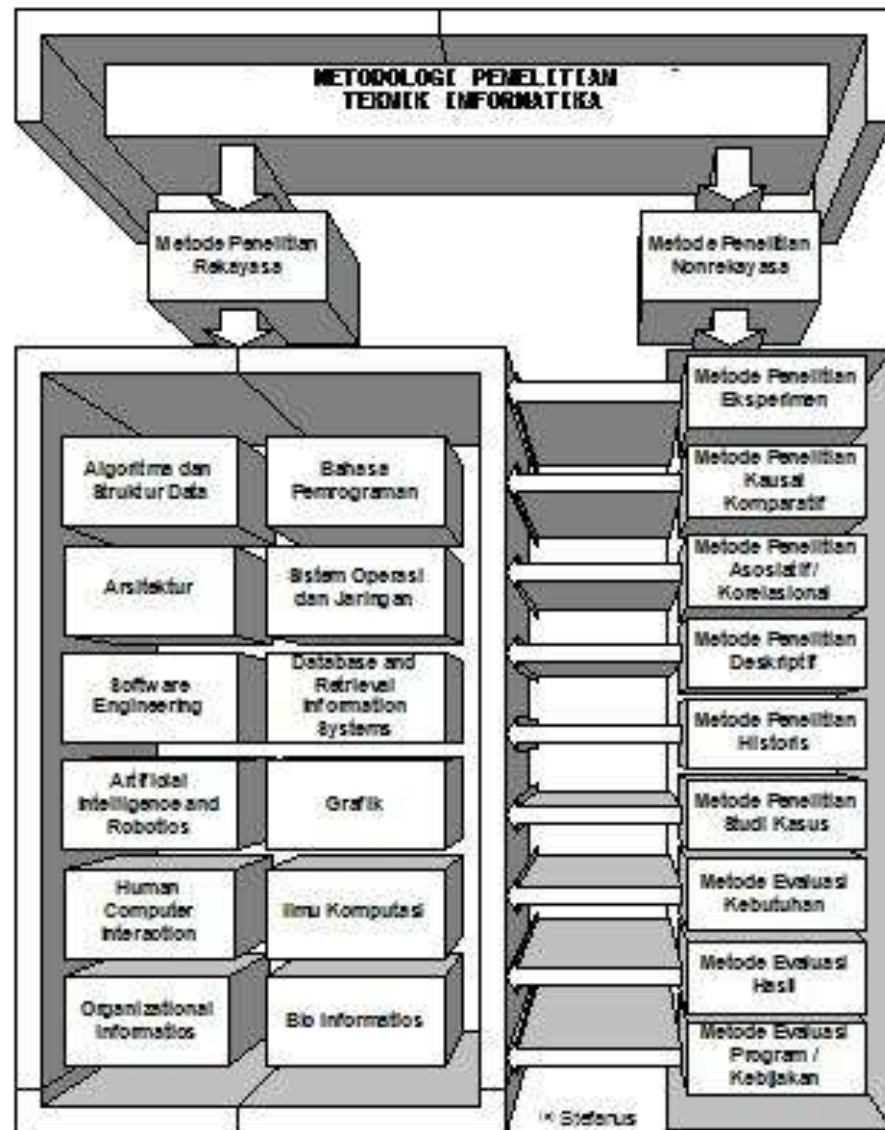 METODOLOGI PENELITIAN
TEKNIK INFORMATIKA
Metode Penelitian
Rekayasa
Metode Penelitian
Nonrekayasa
Algoritma dan
Struktur Data
Bahasa
Pemrograman
Arsitektur
Sistem Operasi
dan Jaringan
Software
Engineering
Database and
Retrieval
Information
Systems
Artificial
Intelligence and
Robotics
Grafik
Human
Computer
Interaction
Ilmu Komputasi
Organizational
Informatics
Bio Informatics
Metode Penelitian
Eksperimen
Metode Penelitian
Kausal
Komparatif
Metode Penelitian
Asosiatif /
Korelasional
Metode Penelitian
Deskriptif
Metode Penelitian
Historis
Metode Penelitian
Studi Kasus
Metode Evaluasi
Kebutuhan
Metode Evaluasi
Hasil
Metode Evaluasi
Program /
Kebijakan
Stefanus